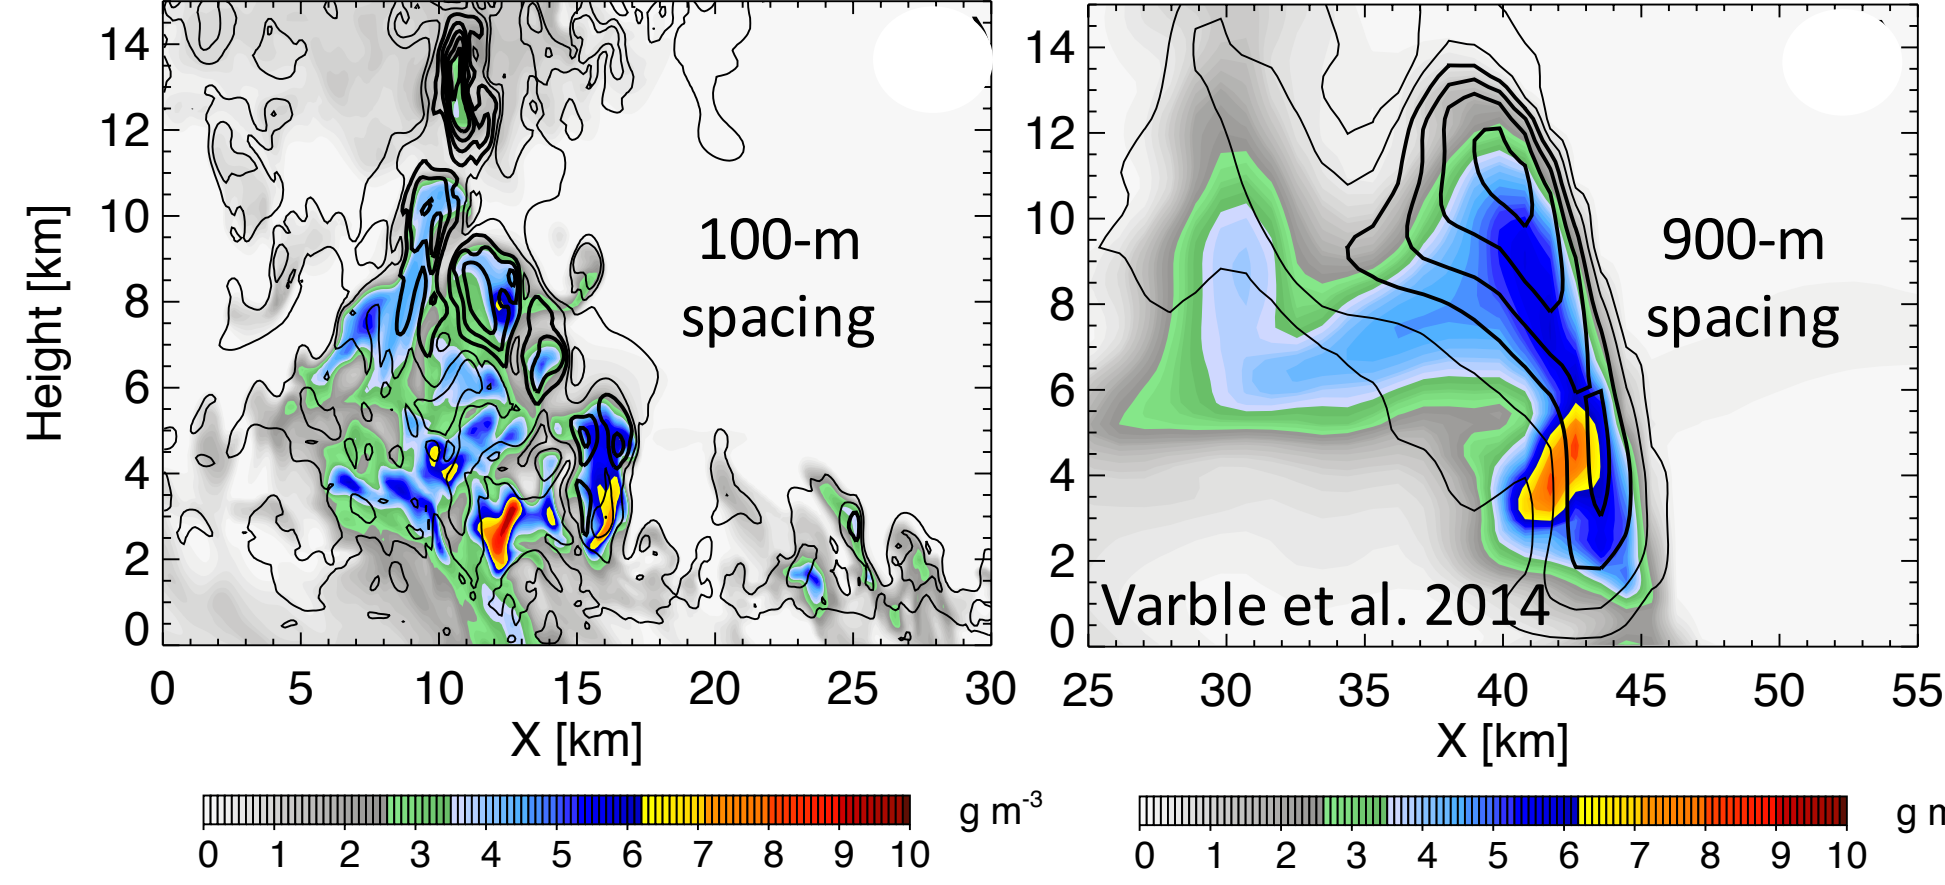 14
12
10
8
6
4
2
0
Height [km]
100-m
spacing
0 5 10 15 20 25 30
X [km]
0 1 2 3 4 5 6 7 8 9 10
g m-3
14
12
10
8
6
4
2
0
900-m
spacing
Varble et al. 2014
25 30 35 40 45 50 55
X [km]
0 1 2 3 4 5 6 7 8 9 10
g m